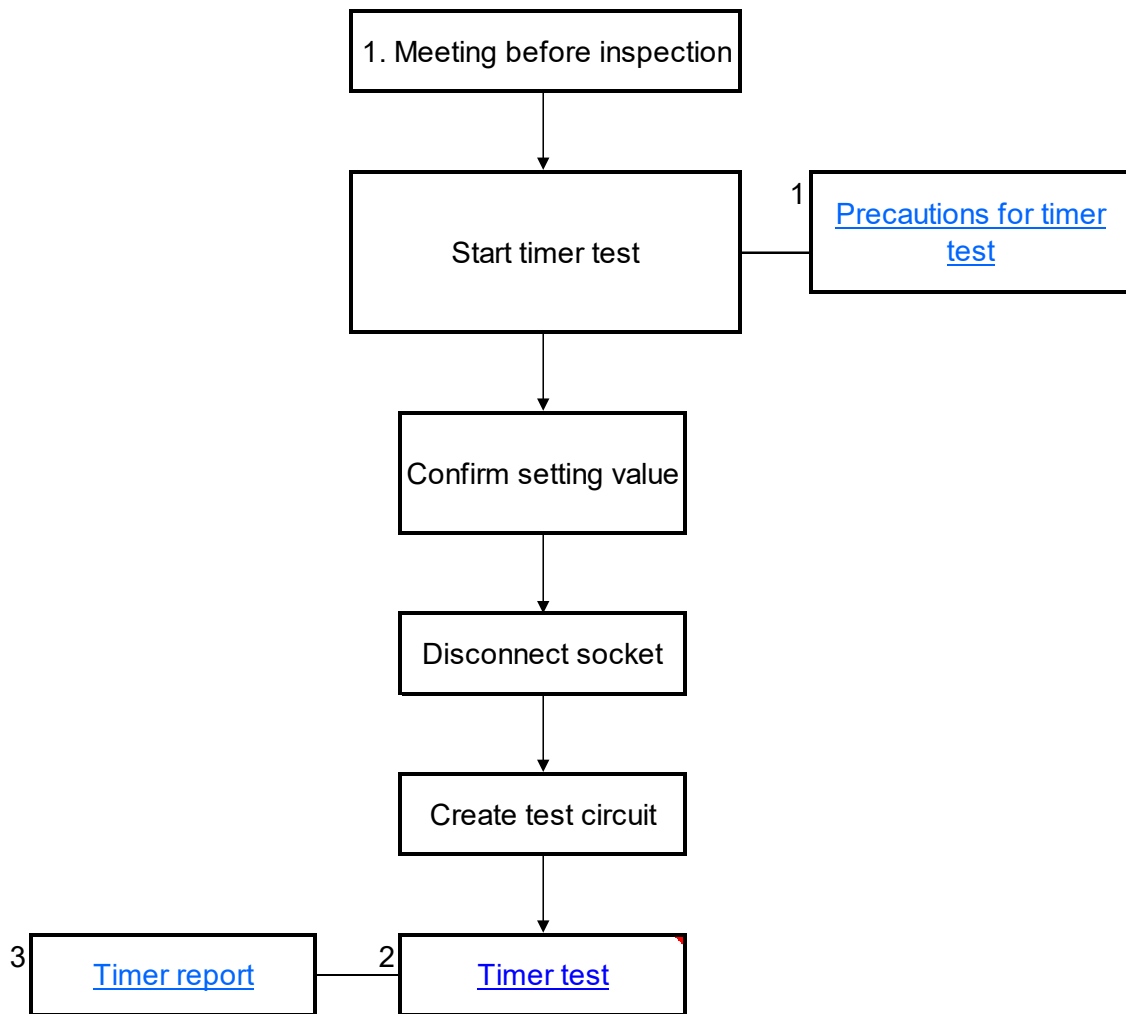 1. Meeting before inspection
Start timer test
1
Precautions for timer
test
Confirm setting value
Disconnect socket
Create test circuit
3
Timer report
2
Timer test